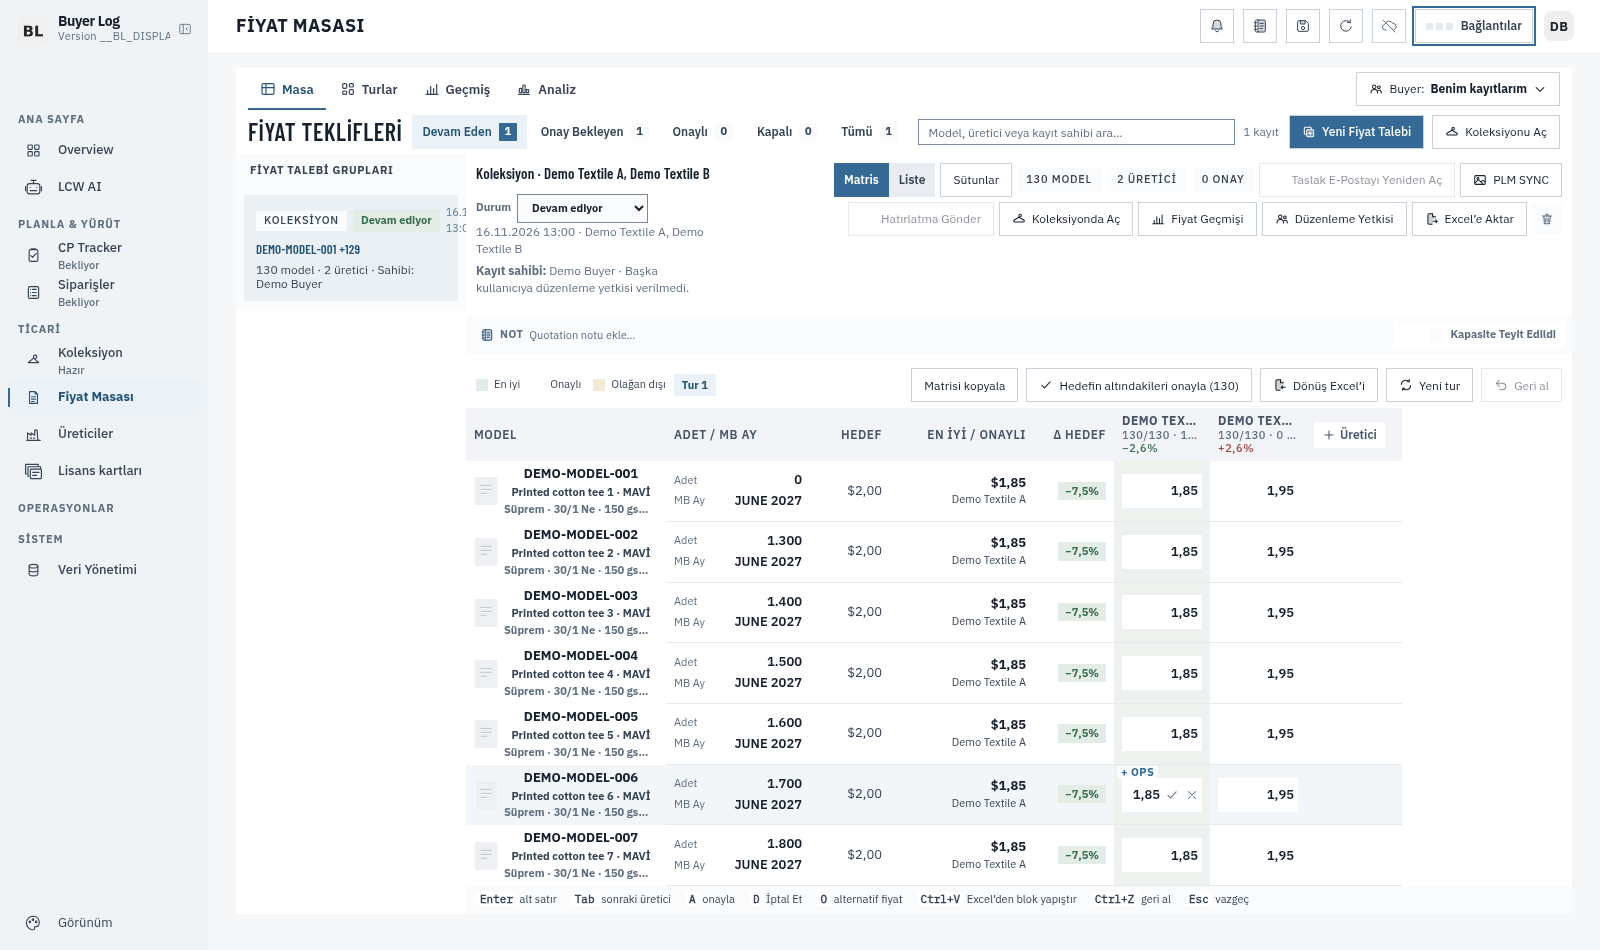 BL
Buyer Log
Version __BL_DISPLA
FİYAT MASASI
Bağlantılar
DB
ANA SAYFA
Overview
LCW AI
PLANLA & YÜRÜT
CP Tracker
Bekliyor
Siparişler
Bekliyor
TİCARİ
Koleksiyon
Hazır
Fiyat Masası
Üreticiler
Lisans kartları
OPERASYONLAR
SİSTEM
Veri Yönetimi
Görünüm
Masa
Turlar
Geçmiş
Analiz
Buyer: Benim kayıtlarım
FİYAT TEKLİFLERİ
Devam Eden 1
Onay Bekleyen 1
Onaylı 0
Kapalı 0
Tümü 1
Model, üretici veya kayıt sahibi ara...
1 kayıt
Yeni Fiyat Talebi
Koleksiyonu Aç
FİYAT TALEBİ GRUPLARI
KOLEKSİYON
Devam ediyor
16.1
13:0
DEMO-MODEL-001 +129
130 model · 2 üretici · Sahibi:
Demo Buyer
Koleksiyon · Demo Textile A, Demo Textile B
Durum
Devam ediyor
16.11.2026 13:00 · Demo Textile A, Demo
Textile B
Kayıt sahibi: Demo Buyer · Başka
kullanıcıya düzenleme yetkisi verilmedi.
Matris
Liste
Sütunlar
130 MODEL
2 ÜRETİCİ
0 ONAY
Taslak E-Postayı Yeniden Aç
PLM SYNC
Hatırlatma Gönder
Koleksiyonda Aç
Fiyat Geçmişi
Düzenleme Yetkisi
Excel'e Aktar
NOT
Quotation notu ekle...
Kapasite Teyit Edildi
En iyi
Onaylı
Olağan dışı
Tur 1
Matrisi kopyala
Hedefin altındakileri onayla (130)
Dönüş Excel'i
Yeni tur
Geri al
MODEL
ADET / MB AY
HEDEF
EN İYİ / ONAYLI
Δ HEDEF
DEMO TEX...
130/130 · 1...
−2,6%
DEMO TEX...
130/130 · 0 ...
+2,6%
+ Üretici
DEMO-MODEL-001
Printed cotton tee 1 · MAVİ
Süprem · 30/1 Ne · 150 gs...
Adet 0
MB Ay JUNE 2027
$2,00
$1,85
Demo Textile A
−7,5%
1,85
1,95
DEMO-MODEL-002
Printed cotton tee 2 · MAVİ
Süprem · 30/1 Ne · 150 gs...
Adet 1.300
MB Ay JUNE 2027
$2,00
$1,85
Demo Textile A
−7,5%
1,85
1,95
DEMO-MODEL-003
Printed cotton tee 3 · MAVİ
Süprem · 30/1 Ne · 150 gs...
Adet 1.400
MB Ay JUNE 2027
$2,00
$1,85
Demo Textile A
−7,5%
1,85
1,95
DEMO-MODEL-004
Printed cotton tee 4 · MAVİ
Süprem · 30/1 Ne · 150 gs...
Adet 1.500
MB Ay JUNE 2027
$2,00
$1,85
Demo Textile A
−7,5%
1,85
1,95
DEMO-MODEL-005
Printed cotton tee 5 · MAVİ
Süprem · 30/1 Ne · 150 gs...
Adet 1.600
MB Ay JUNE 2027
$2,00
$1,85
Demo Textile A
−7,5%
1,85
1,95
DEMO-MODEL-006
Printed cotton tee 6 · MAVİ
Süprem · 30/1 Ne · 150 gs...
Adet 1.700
MB Ay JUNE 2027
$2,00
$1,85
Demo Textile A
−7,5%
+ OPS
1,85
1,95
DEMO-MODEL-007
Printed cotton tee 7 · MAVİ
Süprem · 30/1 Ne · 150 gs...
Adet 1.800
MB Ay JUNE 2027
$2,00
$1,85
Demo Textile A
−7,5%
1,85
1,95
Enter alt satır Tab sonraki üretici A onayla D İptal Et O alternatif fiyat Ctrl+V Excel'den blok yapıştır Ctrl+Z geri al Esc vazgeç